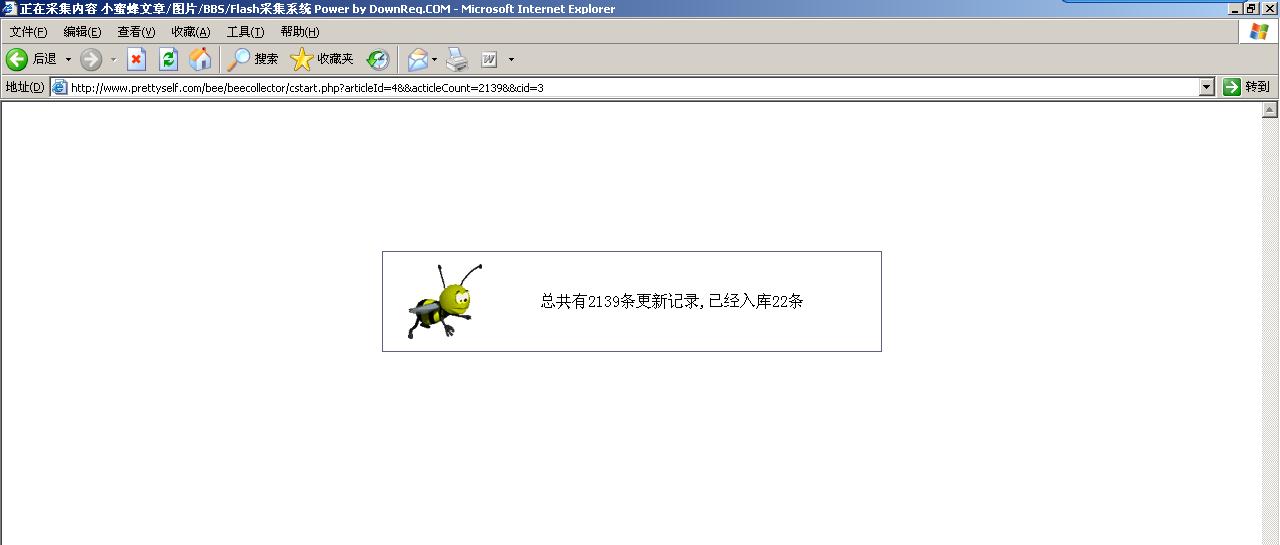 正在采集内容 小蜜蜂文章/图片/BBS/Flash采集系统 Power by DownReq.COM - Microsoft Internet Explorer
文件(F) 编辑(E) 查看(V) 收藏(A) 工具(T) 帮助(H)
后退 搜索 收藏夹
地址(D) http://www.prettyself.com/bee/beecollector/cstart.php?articleId=4&&acticleCount=2139&&cid=3 转到
总共有2139条更新记录,已经入库22条